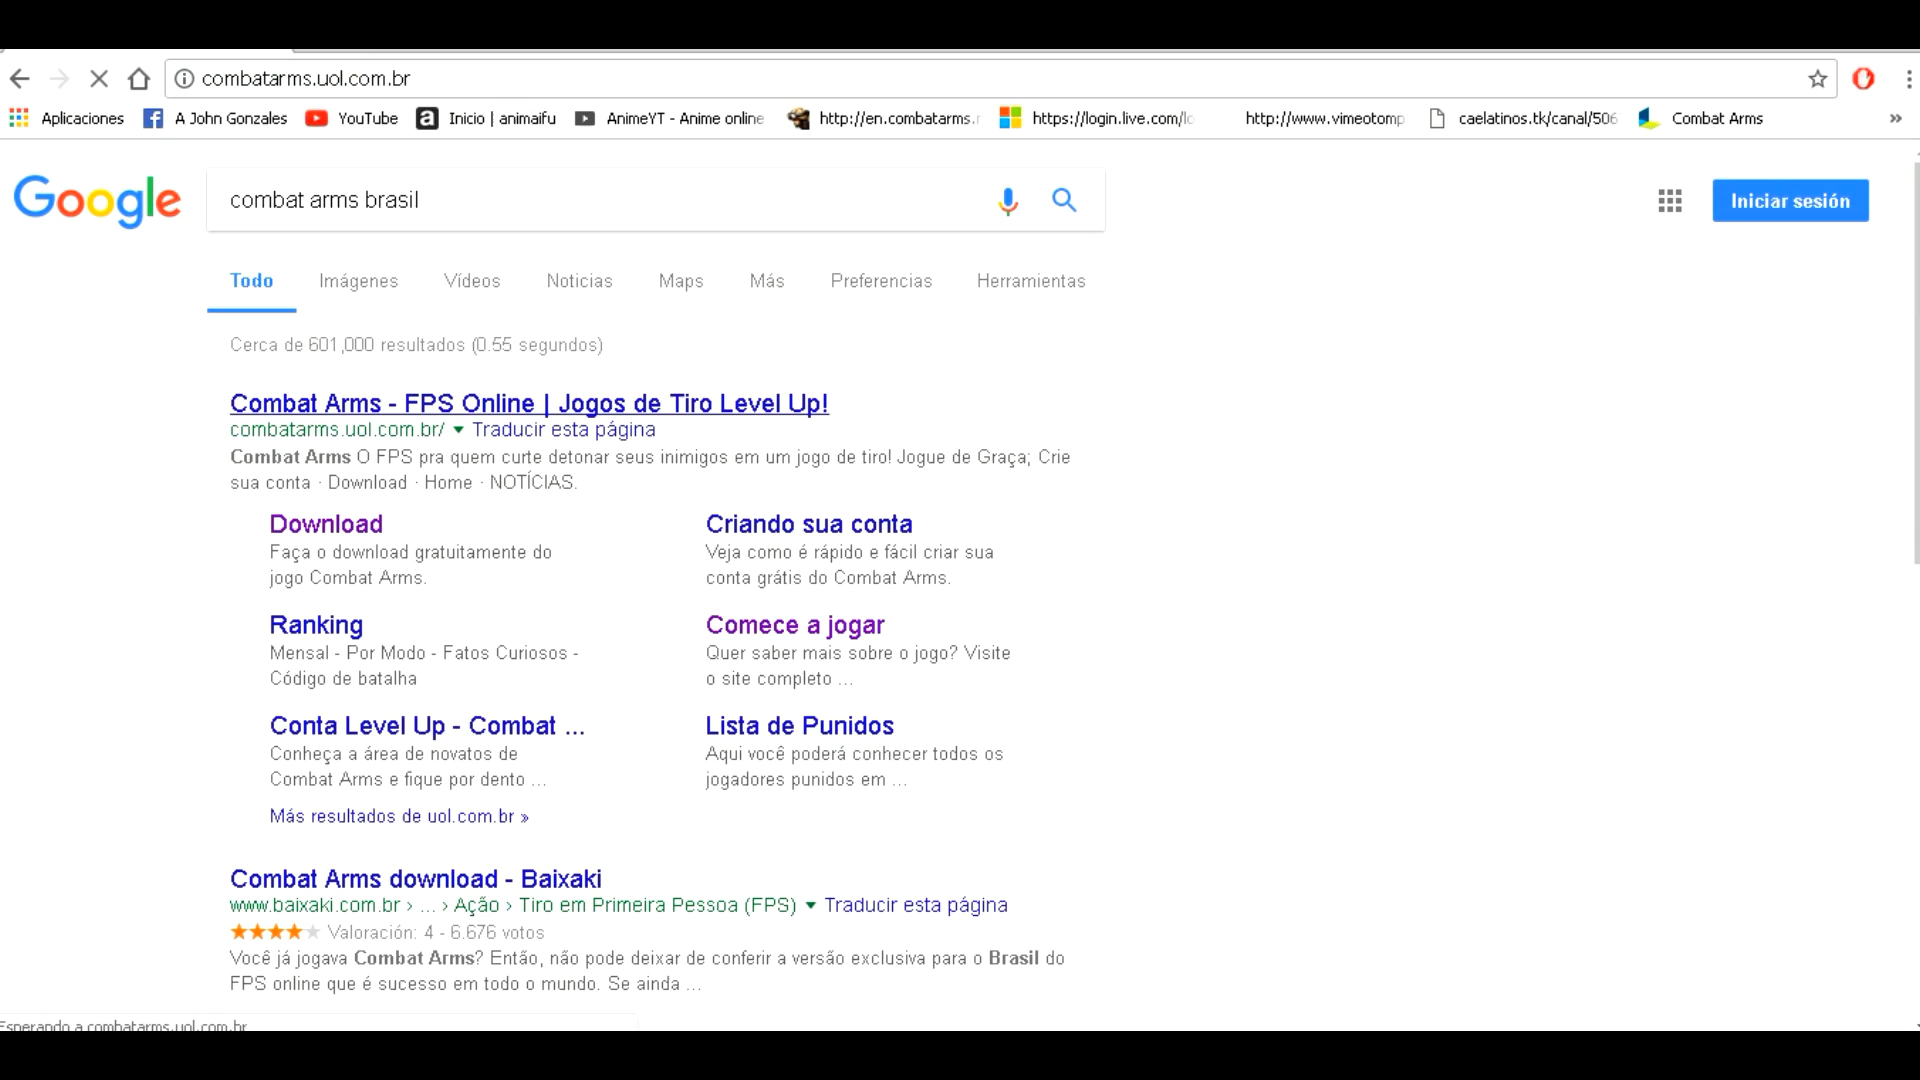 combatarms.uol.com.br
Aplicaciones A John Gonzales YouTube Inicio | animaifu AnimeYT - Anime online http://en.combatarms. https://login.live.com/lo http://www.vimeotomp caelatinos.tk/canal/506 Combat Arms »
Google combat arms brasil Iniciar sesión
Todo Imágenes Vídeos Noticias Maps Más Preferencias Herramientas
Cerca de 601,000 resultados (0.55 segundos)
Combat Arms - FPS Online | Jogos de Tiro Level Up!
combatarms.uol.com.br/ Traducir esta página
Combat Arms O FPS pra quem curte detonar seus inimigos em um jogo de tiro! Jogue de Graça; Crie
sua conta · Download · Home · NOTÍCIAS.
Download
Faça o download gratuitamente do
jogo Combat Arms.
Criando sua conta
Veja como é rápido e fácil criar sua
conta grátis do Combat Arms.
Ranking
Mensal - Por Modo - Fatos Curiosos -
Código de batalha
Comece a jogar
Quer saber mais sobre o jogo? Visite
o site completo ...
Conta Level Up - Combat ...
Conheça a área de novatos de
Combat Arms e fique por dento ...
Lista de Punidos
Aqui você poderá conhecer todos os
jogadores punidos em ...
Más resultados de uol.com.br »
Combat Arms download - Baixaki
www.baixaki.com.br › ... › Ação › Tiro em Primeira Pessoa (FPS) Traducir esta página
Valoración: 4 - 6.676 votos
Você já jogava Combat Arms? Então, não pode deixar de conferir a versão exclusiva para o Brasil do
FPS online que é sucesso em todo o mundo. Se ainda ...
Esperando a combatarms.uol.com.br